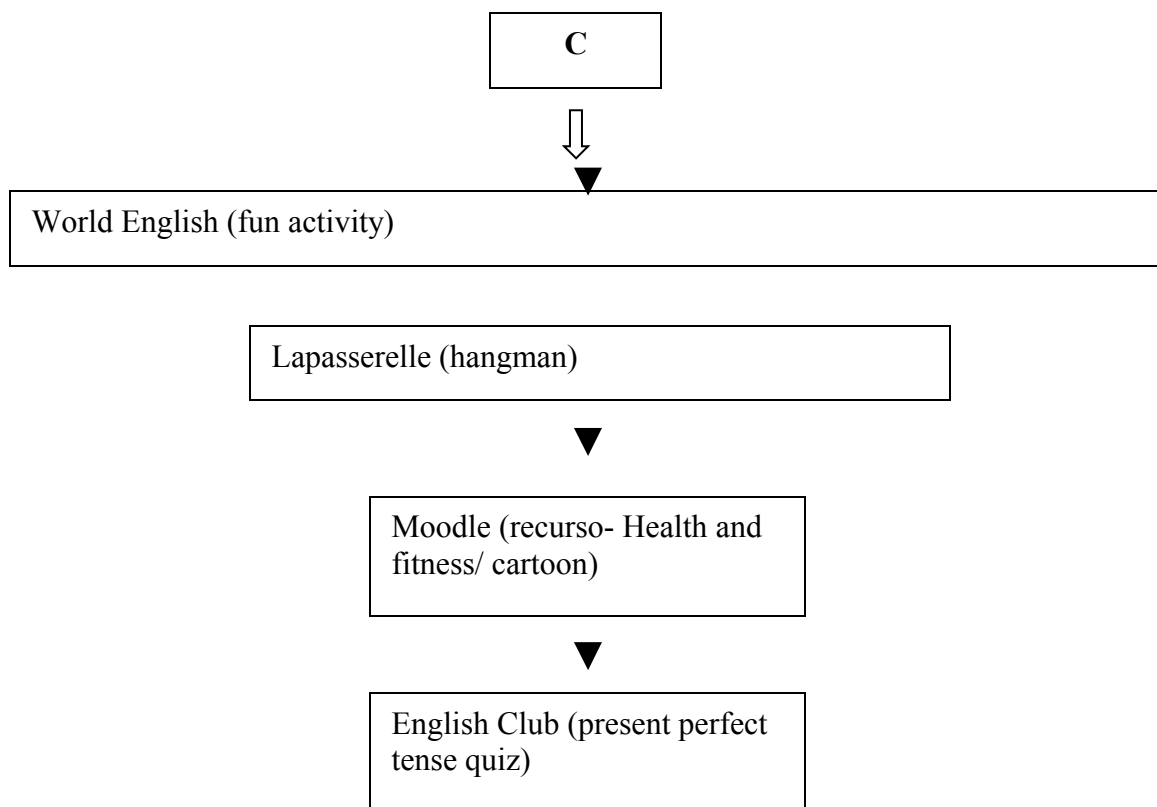 C
World English (fun activity)
Lapasserelle (hangman)
Moodle (recurso- Health and
fitness/ cartoon)
English Club (present perfect
tense quiz)